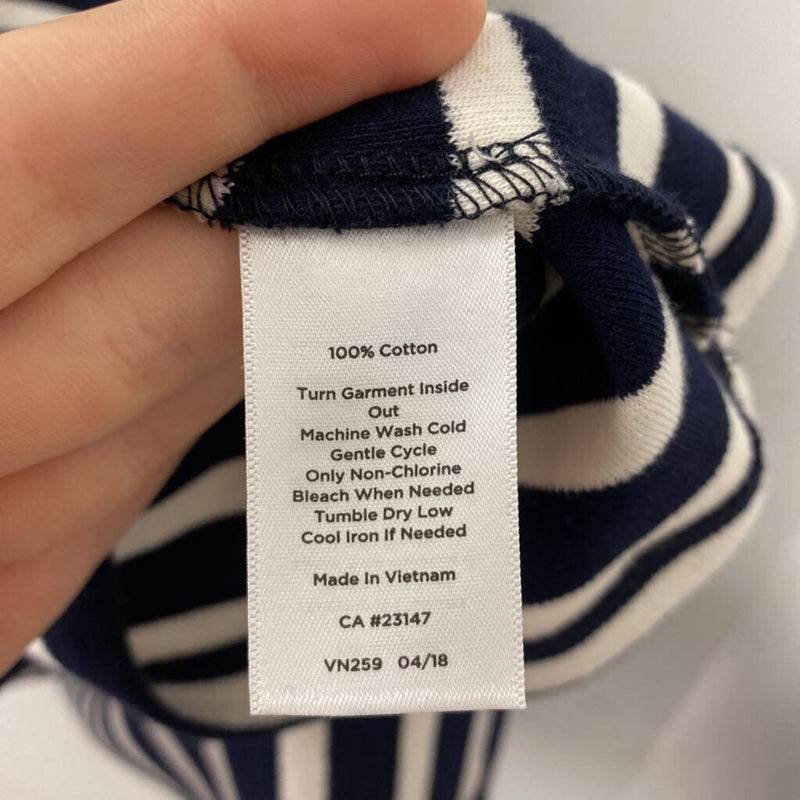 100% Cotton
Turn Garment Inside
Out
Machine Wash Cold
Gentle Cycle
Only Non-Chlorine
Bleach When Needed
Tumble Dry Low
Cool Iron If Needed
Made In Vietnam
CA #23147
VN259 04/18